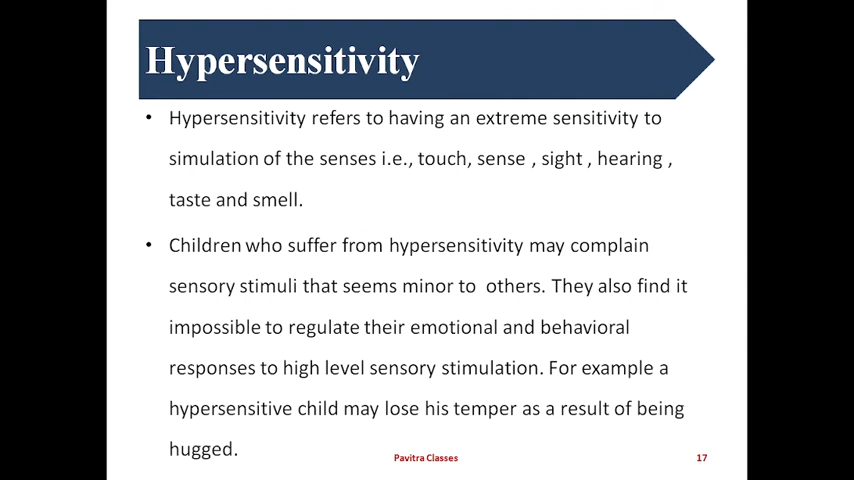 Hypersensitivity
• Hypersensitivity refers to having an extreme sensitivity to
simulation of the senses i.e., touch, sense , sight , hearing ,
taste and smell.
• Children who suffer from hypersensitivity may complain
sensory stimuli that seems minor to others. They also find it
impossible to regulate their emotional and behavioral
responses to high level sensory stimulation. For example a
hypersensitive child may lose his temper as a result of being
hugged.
Pavitra Classes
17